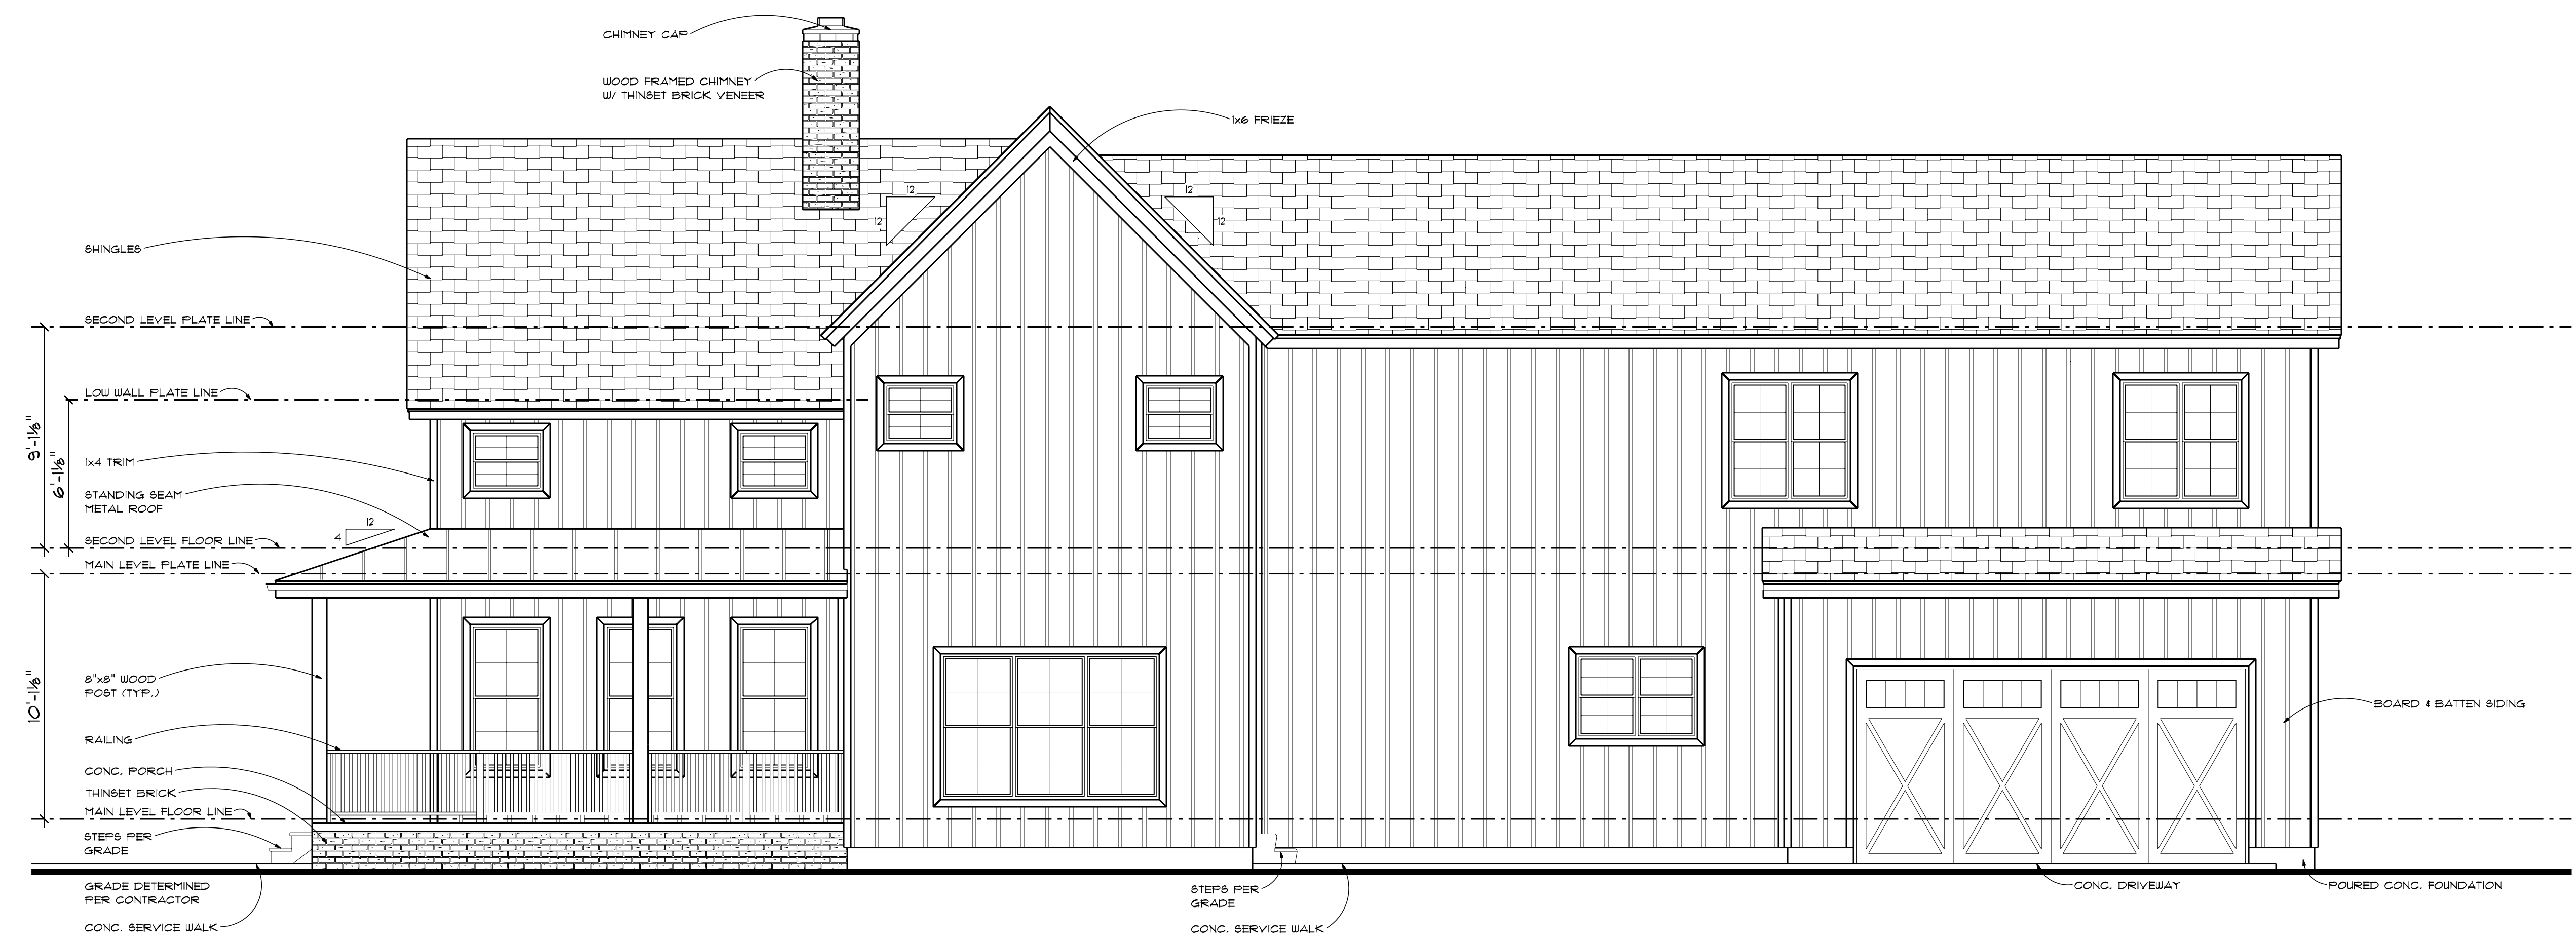 CHIMNEY CAP
WOOD FRAMED CHIMNEY
W/ THINSET BRICK VENEER
1x6 FRIEZE
12
12
12
12
SHINGLES
SECOND LEVEL PLATE LINE
LOW WALL PLATE LINE
9'-1⅛"
6'-1⅛"
1x4 TRIM
STANDING SEAM
METAL ROOF
12
4
SECOND LEVEL FLOOR LINE
MAIN LEVEL PLATE LINE
10'-1⅛"
8"x8" WOOD
POST (TYP.)
BOARD & BATTEN SIDING
RAILING
CONC. PORCH
THINSET BRICK
MAIN LEVEL FLOOR LINE
STEPS PER
GRADE
GRADE DETERMINED
PER CONTRACTOR
CONC. SERVICE WALK
STEPS PER
GRADE
CONC. SERVICE WALK
CONC. DRIVEWAY
POURED CONC. FOUNDATION